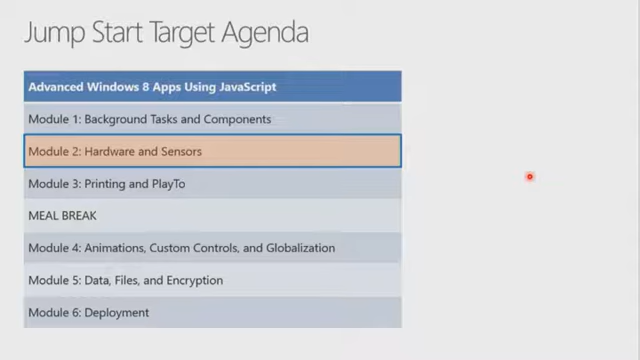 Jump Start Target Agenda
Advanced Windows 8 Apps Using JavaScript
Module 1: Background Tasks and Components
Module 2: Hardware and Sensors
Module 3: Printing and PlayTo
MEAL BREAK
Module 4: Animations, Custom Controls, and Globalization
Module 5: Data, Files, and Encryption
Module 6: Deployment